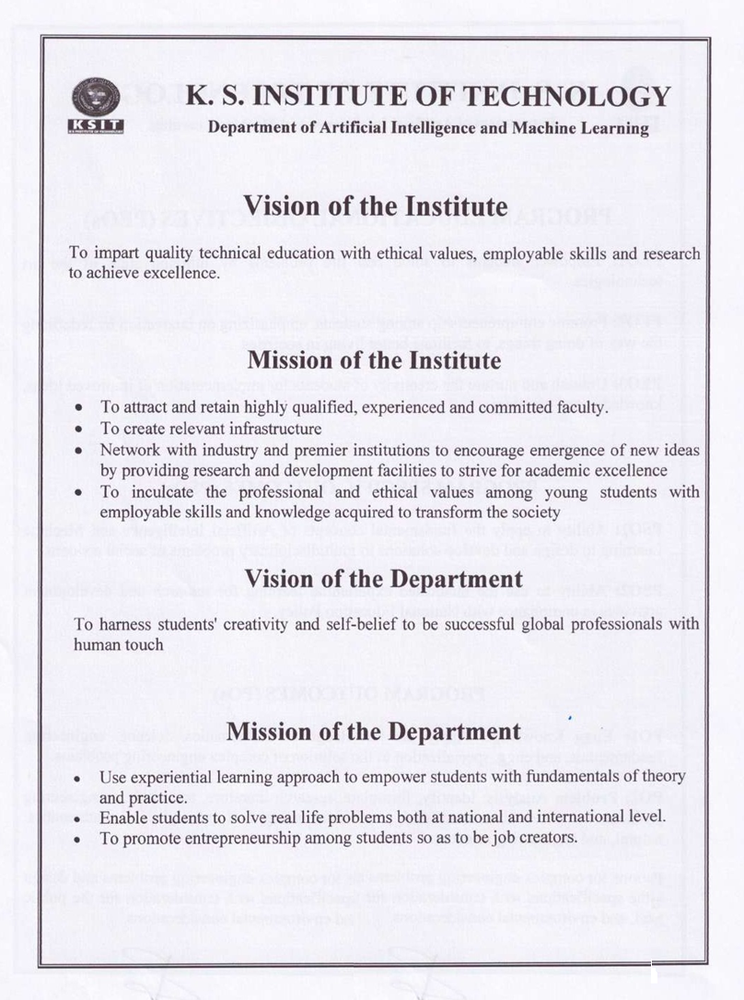 KSIT
K. S. INSTITUTE OF TECHNOLOGY
Department of Artificial Intelligence and Machine Learning
Vision of the Institute
To impart quality technical education with ethical values, employable skills and research
to achieve excellence.
Mission of the Institute
• To attract and retain highly qualified, experienced and committed faculty.
• To create relevant infrastructure
• Network with industry and premier institutions to encourage emergence of new ideas
by providing research and development facilities to strive for academic excellence
• To inculcate the professional and ethical values among young students with
employable skills and knowledge acquired to transform the society
Vision of the Department
To harness students' creativity and self-belief to be successful global professionals with
human touch
Mission of the Department
• Use experiential learning approach to empower students with fundamentals of theory
and practice.
• Enable students to solve real life problems both at national and international level.
• To promote entrepreneurship among students so as to be job creators.